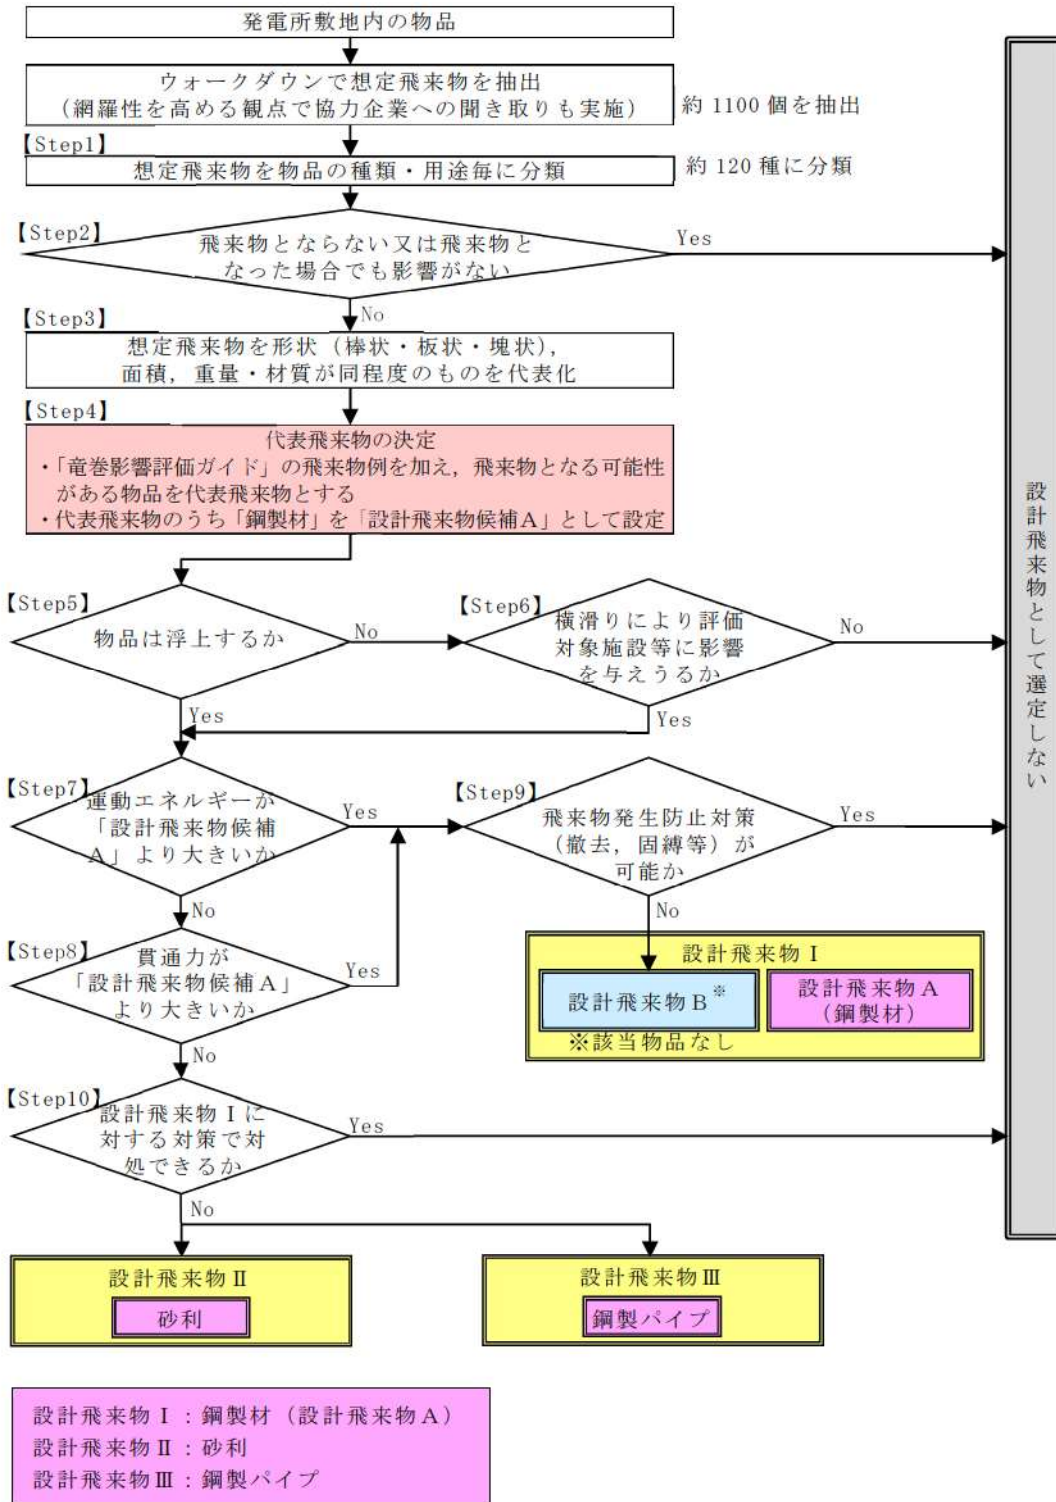 発電所敷地内の物品
ウォークダウンで想定飛来物を抽出
（網羅性を高める観点で協力企業への聞き取りも実施）
約1100個を抽出
【Step1】
想定飛来物を物品の種類・用途毎に分類
約120種に分類
【Step2】
飛来物とならない又は飛来物と
なった場合でも影響がない
Yes
No
【Step3】
想定飛来物を形状（棒状・板状・塊状），
面積，重量・材質が同程度のものを代表化
【Step4】
代表飛来物の決定
・「竜巻影響評価ガイド」の飛来物例を加え，飛来物となる可能性
がある物品を代表飛来物とする
・代表飛来物のうち「鋼製材」を「設計飛来物候補A」として設定
【Step5】
物品は浮上するか
No
Yes
【Step6】
横滑りにより評価
対象施設等に影響
を与えうるか
No
Yes
【Step7】
運動エネルギーが
「設計飛来物候補
A」より大きいか
Yes
No
【Step9】
飛来物発生防止対策
（撤去，固縛等）が
可能か
Yes
No
【Step8】
貫通力が
「設計飛来物候補A」
より大きいか
Yes
No
設計飛来物Ⅰ
設計飛来物B※
設計飛来物A
（鋼製材）
※該当物品なし
【Step10】
設計飛来物Ⅰに
対する対策で対
処できるか
Yes
No
設計飛来物Ⅱ
砂利
設計飛来物Ⅲ
鋼製パイプ
設計飛来物として選定しない
設計飛来物Ⅰ：鋼製材（設計飛来物A）
設計飛来物Ⅱ：砂利
設計飛来物Ⅲ：鋼製パイプ